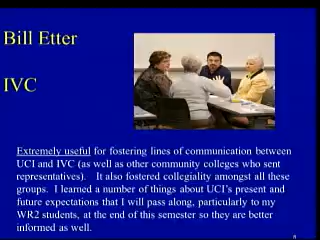 Bill Etter
IVC
Extremely useful for fostering lines of communication between
UCI and IVC (as well as other community colleges who sent
representatives).   It also fostered collegiality amongst all these
groups.  I learned a number of things about UCI's present and
future expectations that I will pass along, particularly to my
WR2 students, at the end of this semester so they are better
informed as well.